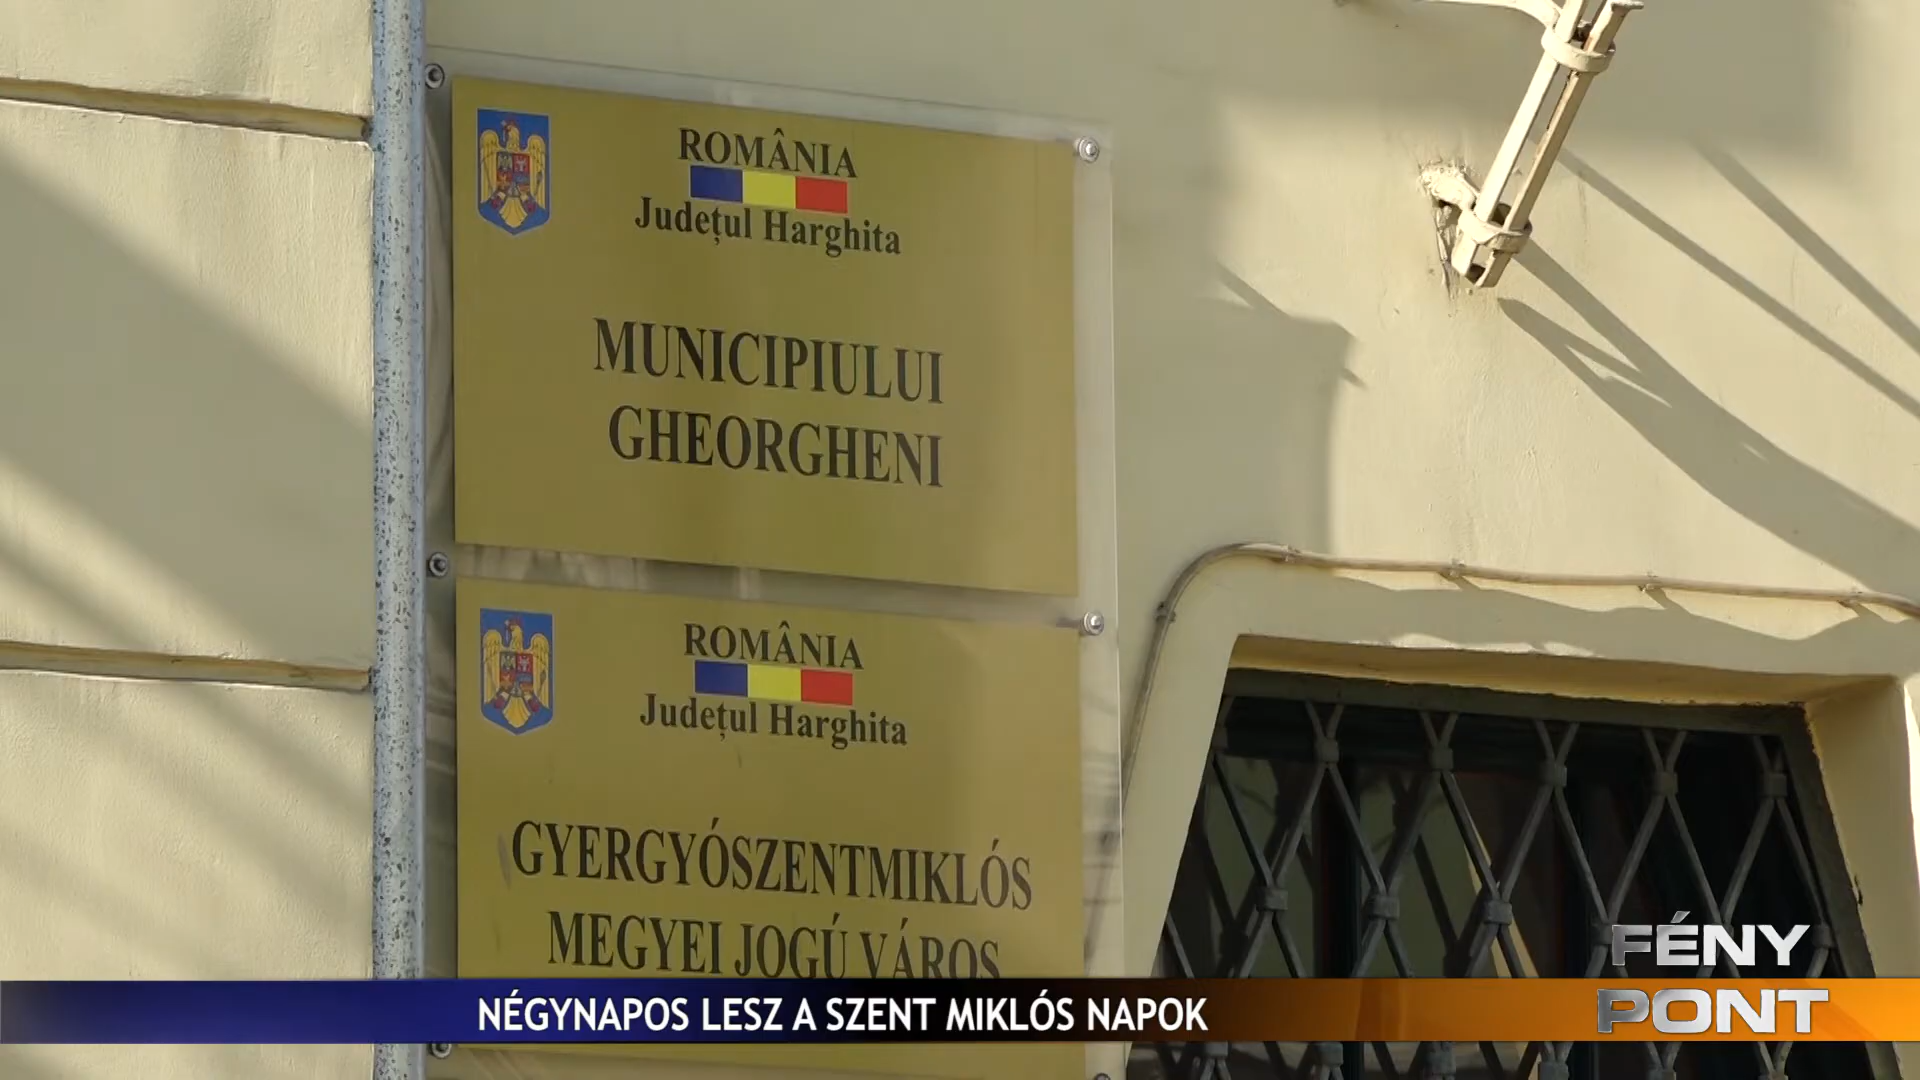 ROMÂNIA
Județul Harghita
MUNICIPIULUI
GHEORGHENI
ROMÂNIA
Județul Harghita
GYERGYÓSZENTMIKLÓS
MEGYEI JOGÚ VÁROS
NÉGYNAPOS LESZ A SZENT MIKLÓS NAPOK
FÉNY
PONT